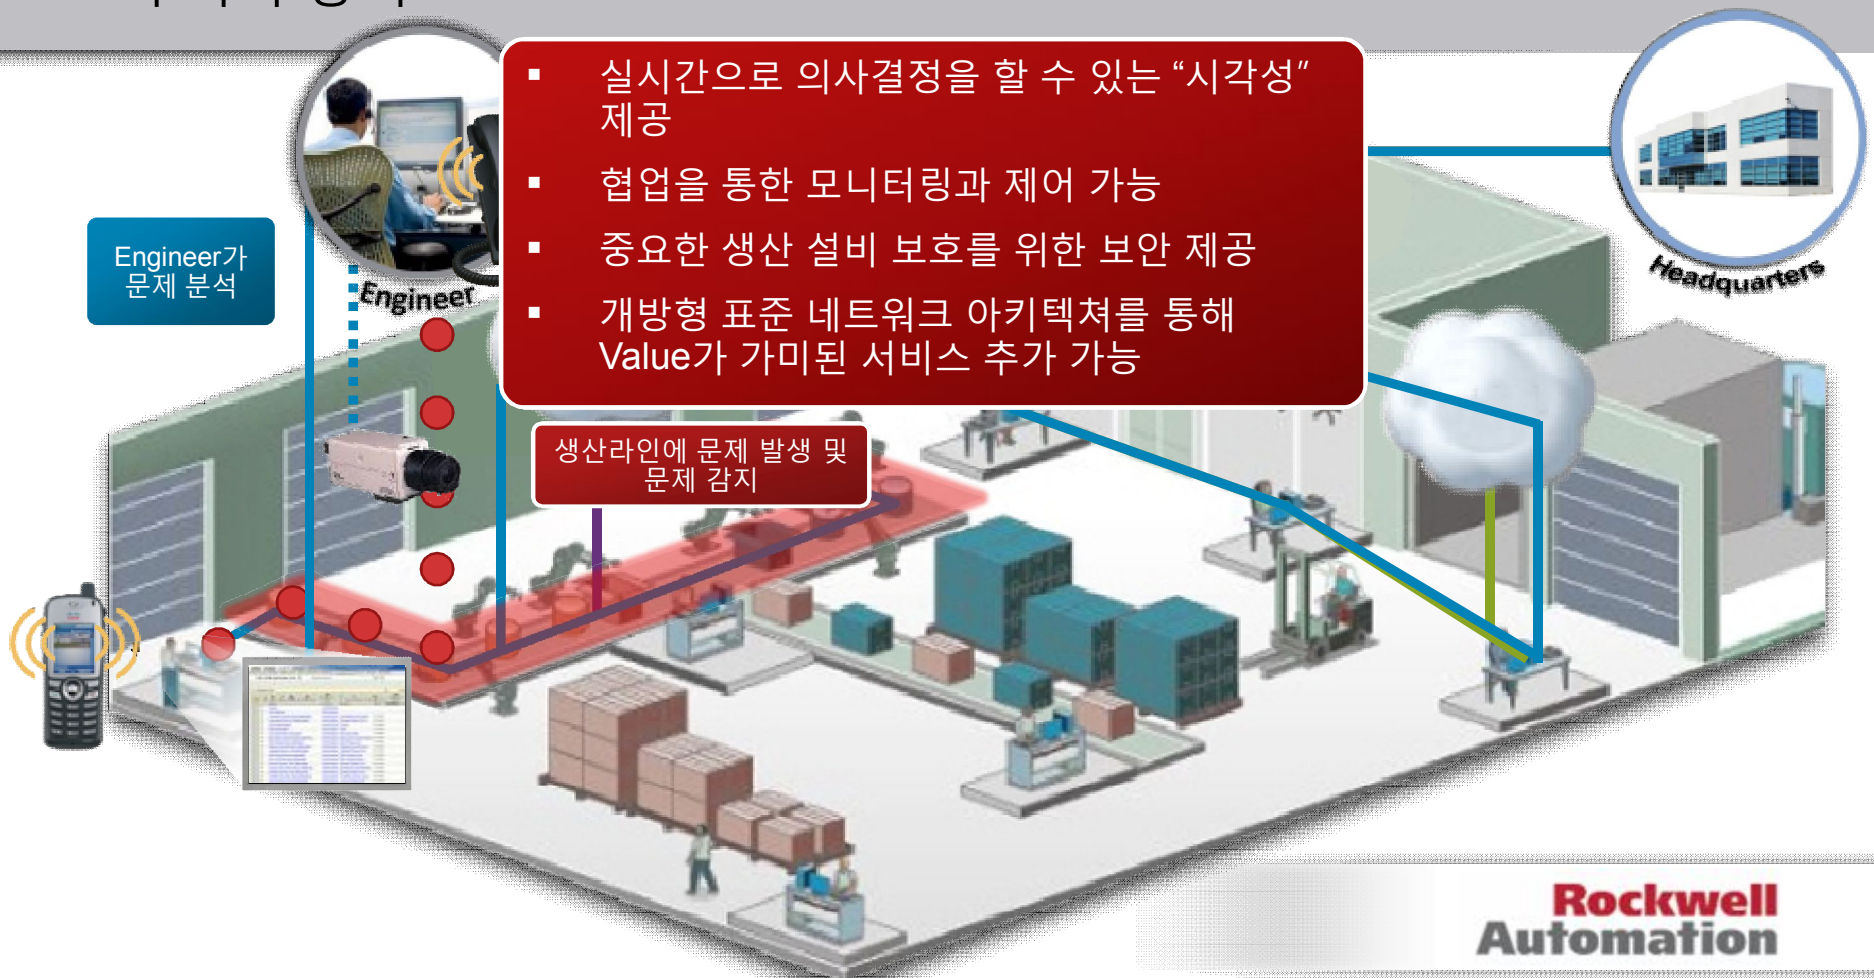 ▪ 실시간으로 의사결정을 할 수 있는 “시각성”
제공
▪ 협업을 통한 모니터링과 제어 가능
▪ 중요한 생산 설비 보호를 위한 보안 제공
▪ 개방형 표준 네트워크 아키텍쳐를 통해
Value가 가미된 서비스 추가 가능
Engineer가
문제 분석
Engineer
Headquarters
생산라인에 문제 발생 및
문제 감지
Rockwell
Automation